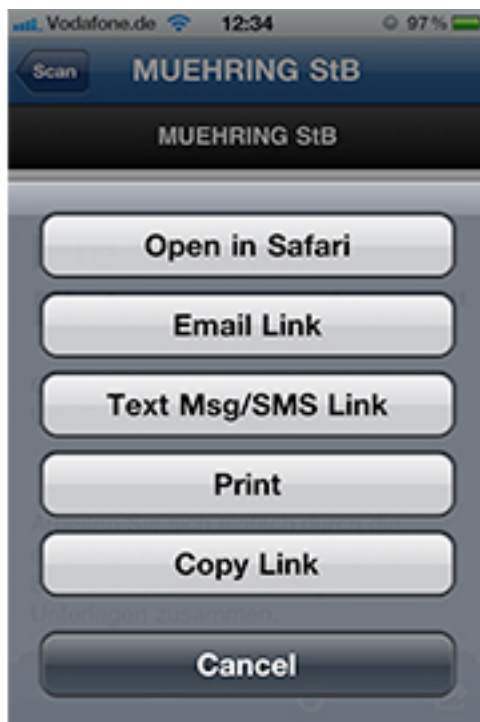 Vodafone.de 12:34 97%
Scan MUEHRING StB
MUEHRING StB
Open in Safari
Email Link
Text Msg/SMS Link
Print
Copy Link
Unterlagen zusammen.
Cancel